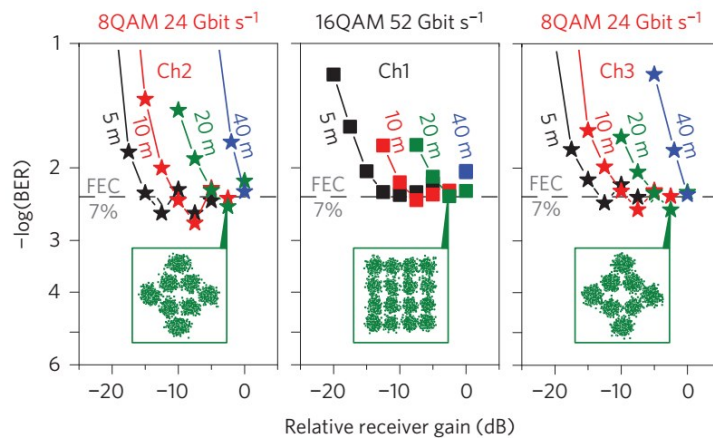 8QAM 24 Gbit s⁻¹
16QAM 52 Gbit s⁻¹
8QAM 24 Gbit s⁻¹
−log(BER)
1
2
3
4
6
Ch2
5 m
10 m
20 m
40 m
FEC
7%
Ch1
5 m
10 m
20 m
40 m
FEC
7%
Ch3
5 m
10 m
20 m
40 m
FEC
7%
−20
−10
0
−20
−10
0
−20
−10
0
Relative receiver gain (dB)